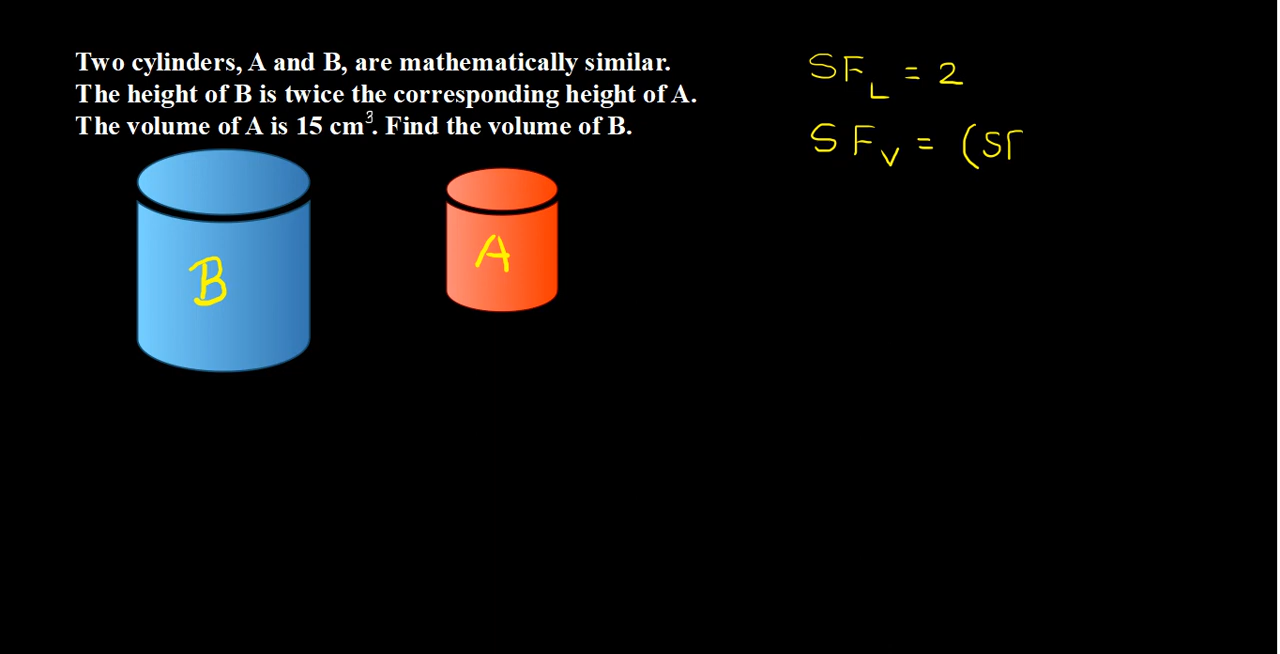 Two cylinders, A and B, are mathematically similar.
The height of B is twice the corresponding height of A.
The volume of A is 15 cm³. Find the volume of B.
SF_L = 2
SF_V = (SF
B
A